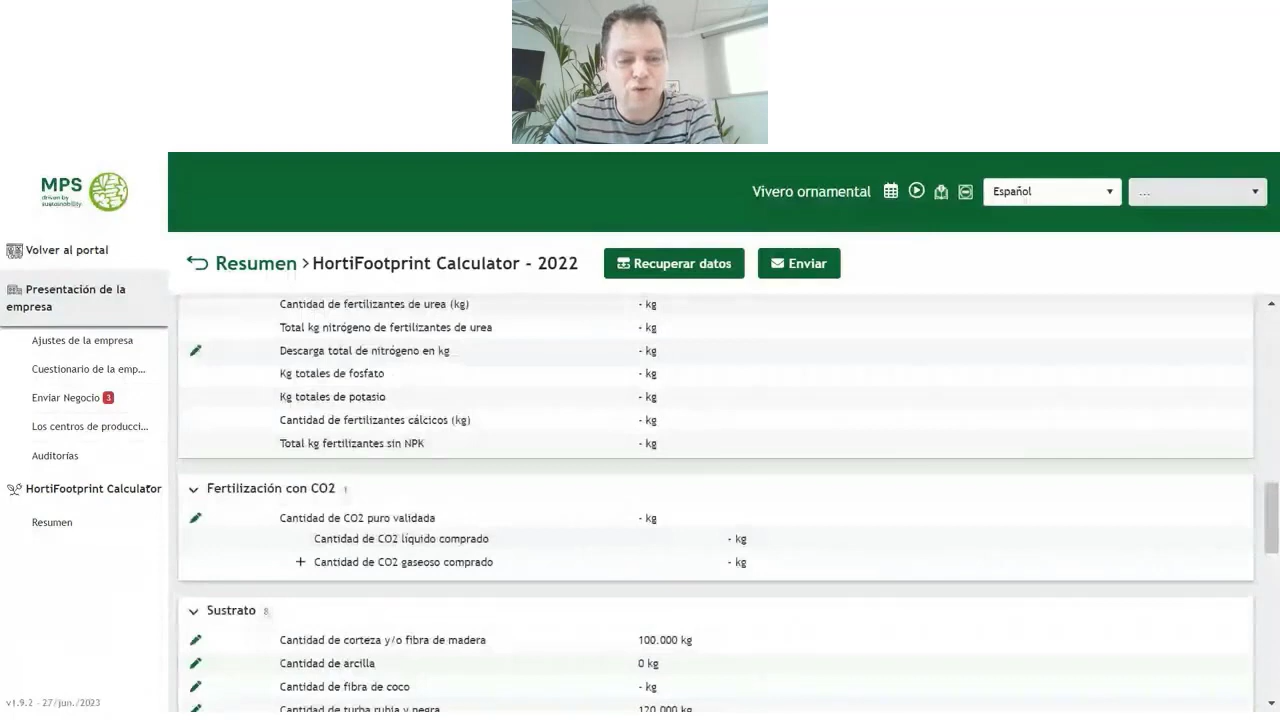 MPS
driven by
sustainability
Vivero ornamental
Español
...
Volver al portal
Resumen > HortiFootprint Calculator - 2022
Recuperar datos
Enviar
Presentación de la
empresa
Ajustes de la empresa
Cuestionario de la emp...
Enviar Negocio 3
Los centros de producci...
Auditorías
HortiFootprint Calculator
Resumen
Cantidad de fertilizantes de urea (kg) - kg
Total kg nitrógeno de fertilizantes de urea - kg
Descarga total de nitrógeno en kg - kg
Kg totales de fosfato - kg
Kg totales de potasio - kg
Cantidad de fertilizantes cálcicos (kg) - kg
Total kg fertilizantes sin NPK - kg
Fertilización con CO2 1
Cantidad de CO2 puro validada - kg
Cantidad de CO2 líquido comprado - kg
+ Cantidad de CO2 gaseoso comprado - kg
Sustrato 8
Cantidad de corteza y/o fibra de madera 100.000 kg
Cantidad de arcilla 0 kg
Cantidad de fibra de coco - kg
Cantidad de turba rubia y negra 120.000 kg
v1.9.2 - 27/jun./2023